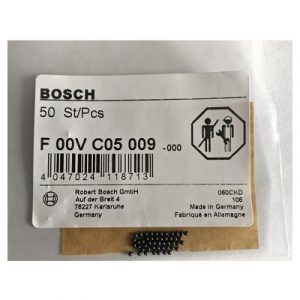 BOSCH
50 St/Pcs
F 00V C05 009 -000
4 047024 118713
Robert Bosch GmbH
Auf der Breit 4
76227 Karlsruhe
Germany
060CKD
106
Made in Germany
Fabriqué en Allemagne